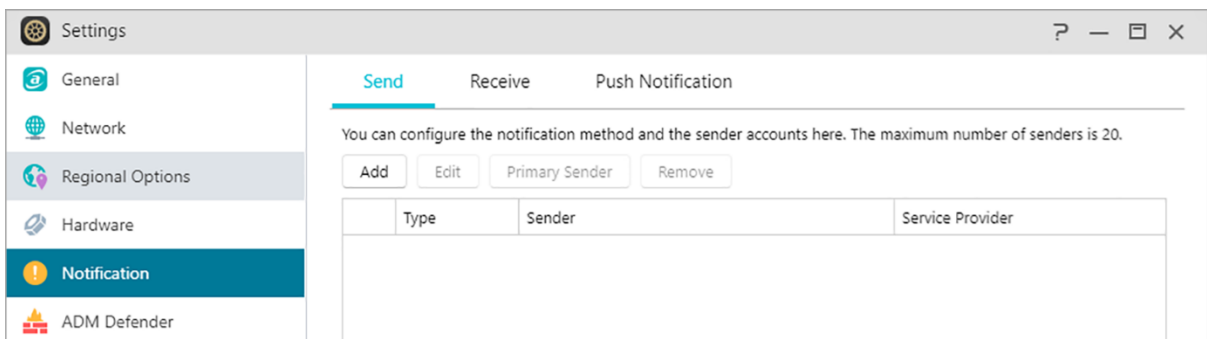 Settings
General
Network
Regional Options
Hardware
Notification
ADM Defender
Send Receive Push Notification
You can configure the notification method and the sender accounts here. The maximum number of senders is 20.
Add Edit Primary Sender Remove
Type Sender Service Provider